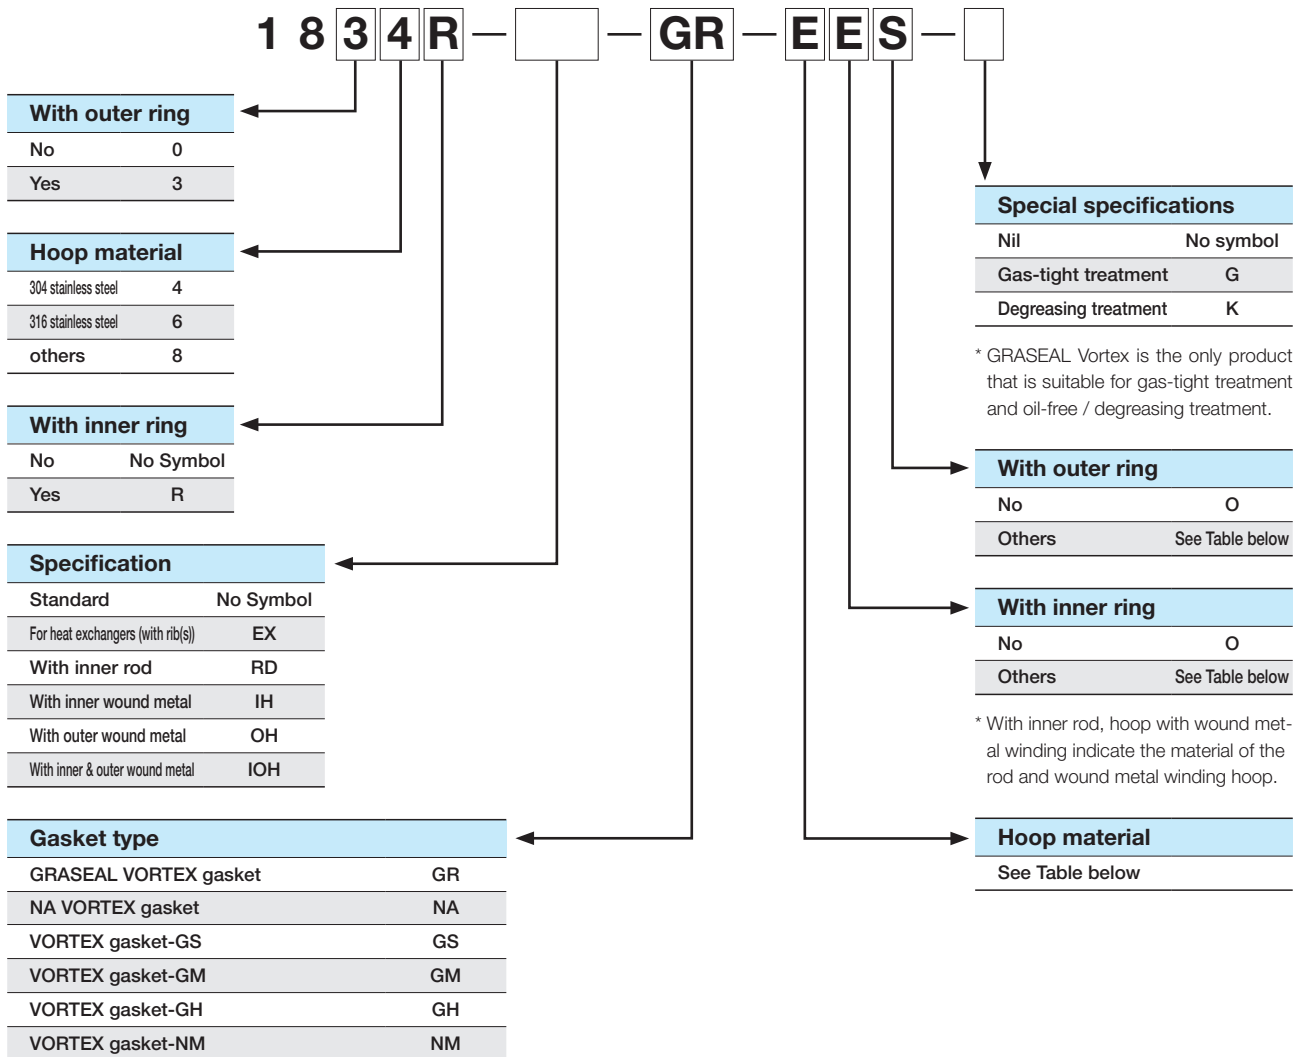 1 8 3 4 R — — GR — E E S —
With outer ring
No 0
Yes 3
Hoop material
304 stainless steel 4
316 stainless steel 6
others 8
With inner ring
No No Symbol
Yes R
Specification
Standard No Symbol
For heat exchangers (with rib(s)) EX
With inner rod RD
With inner wound metal IH
With outer wound metal OH
With inner & outer wound metal IOH
Gasket type
GRASEAL VORTEX gasket GR
NA VORTEX gasket NA
VORTEX gasket-GS GS
VORTEX gasket-GM GM
VORTEX gasket-GH GH
VORTEX gasket-NM NM
Special specifications
Nil No symbol
Gas-tight treatment G
Degreasing treatment K
* GRASEAL Vortex is the only product
that is suitable for gas-tight treatment
and oil-free / degreasing treatment.
With outer ring
No O
Others See Table below
With inner ring
No O
Others See Table below
* With inner rod, hoop with wound met-
al winding indicate the material of the
rod and wound metal winding hoop.
Hoop material
See Table below